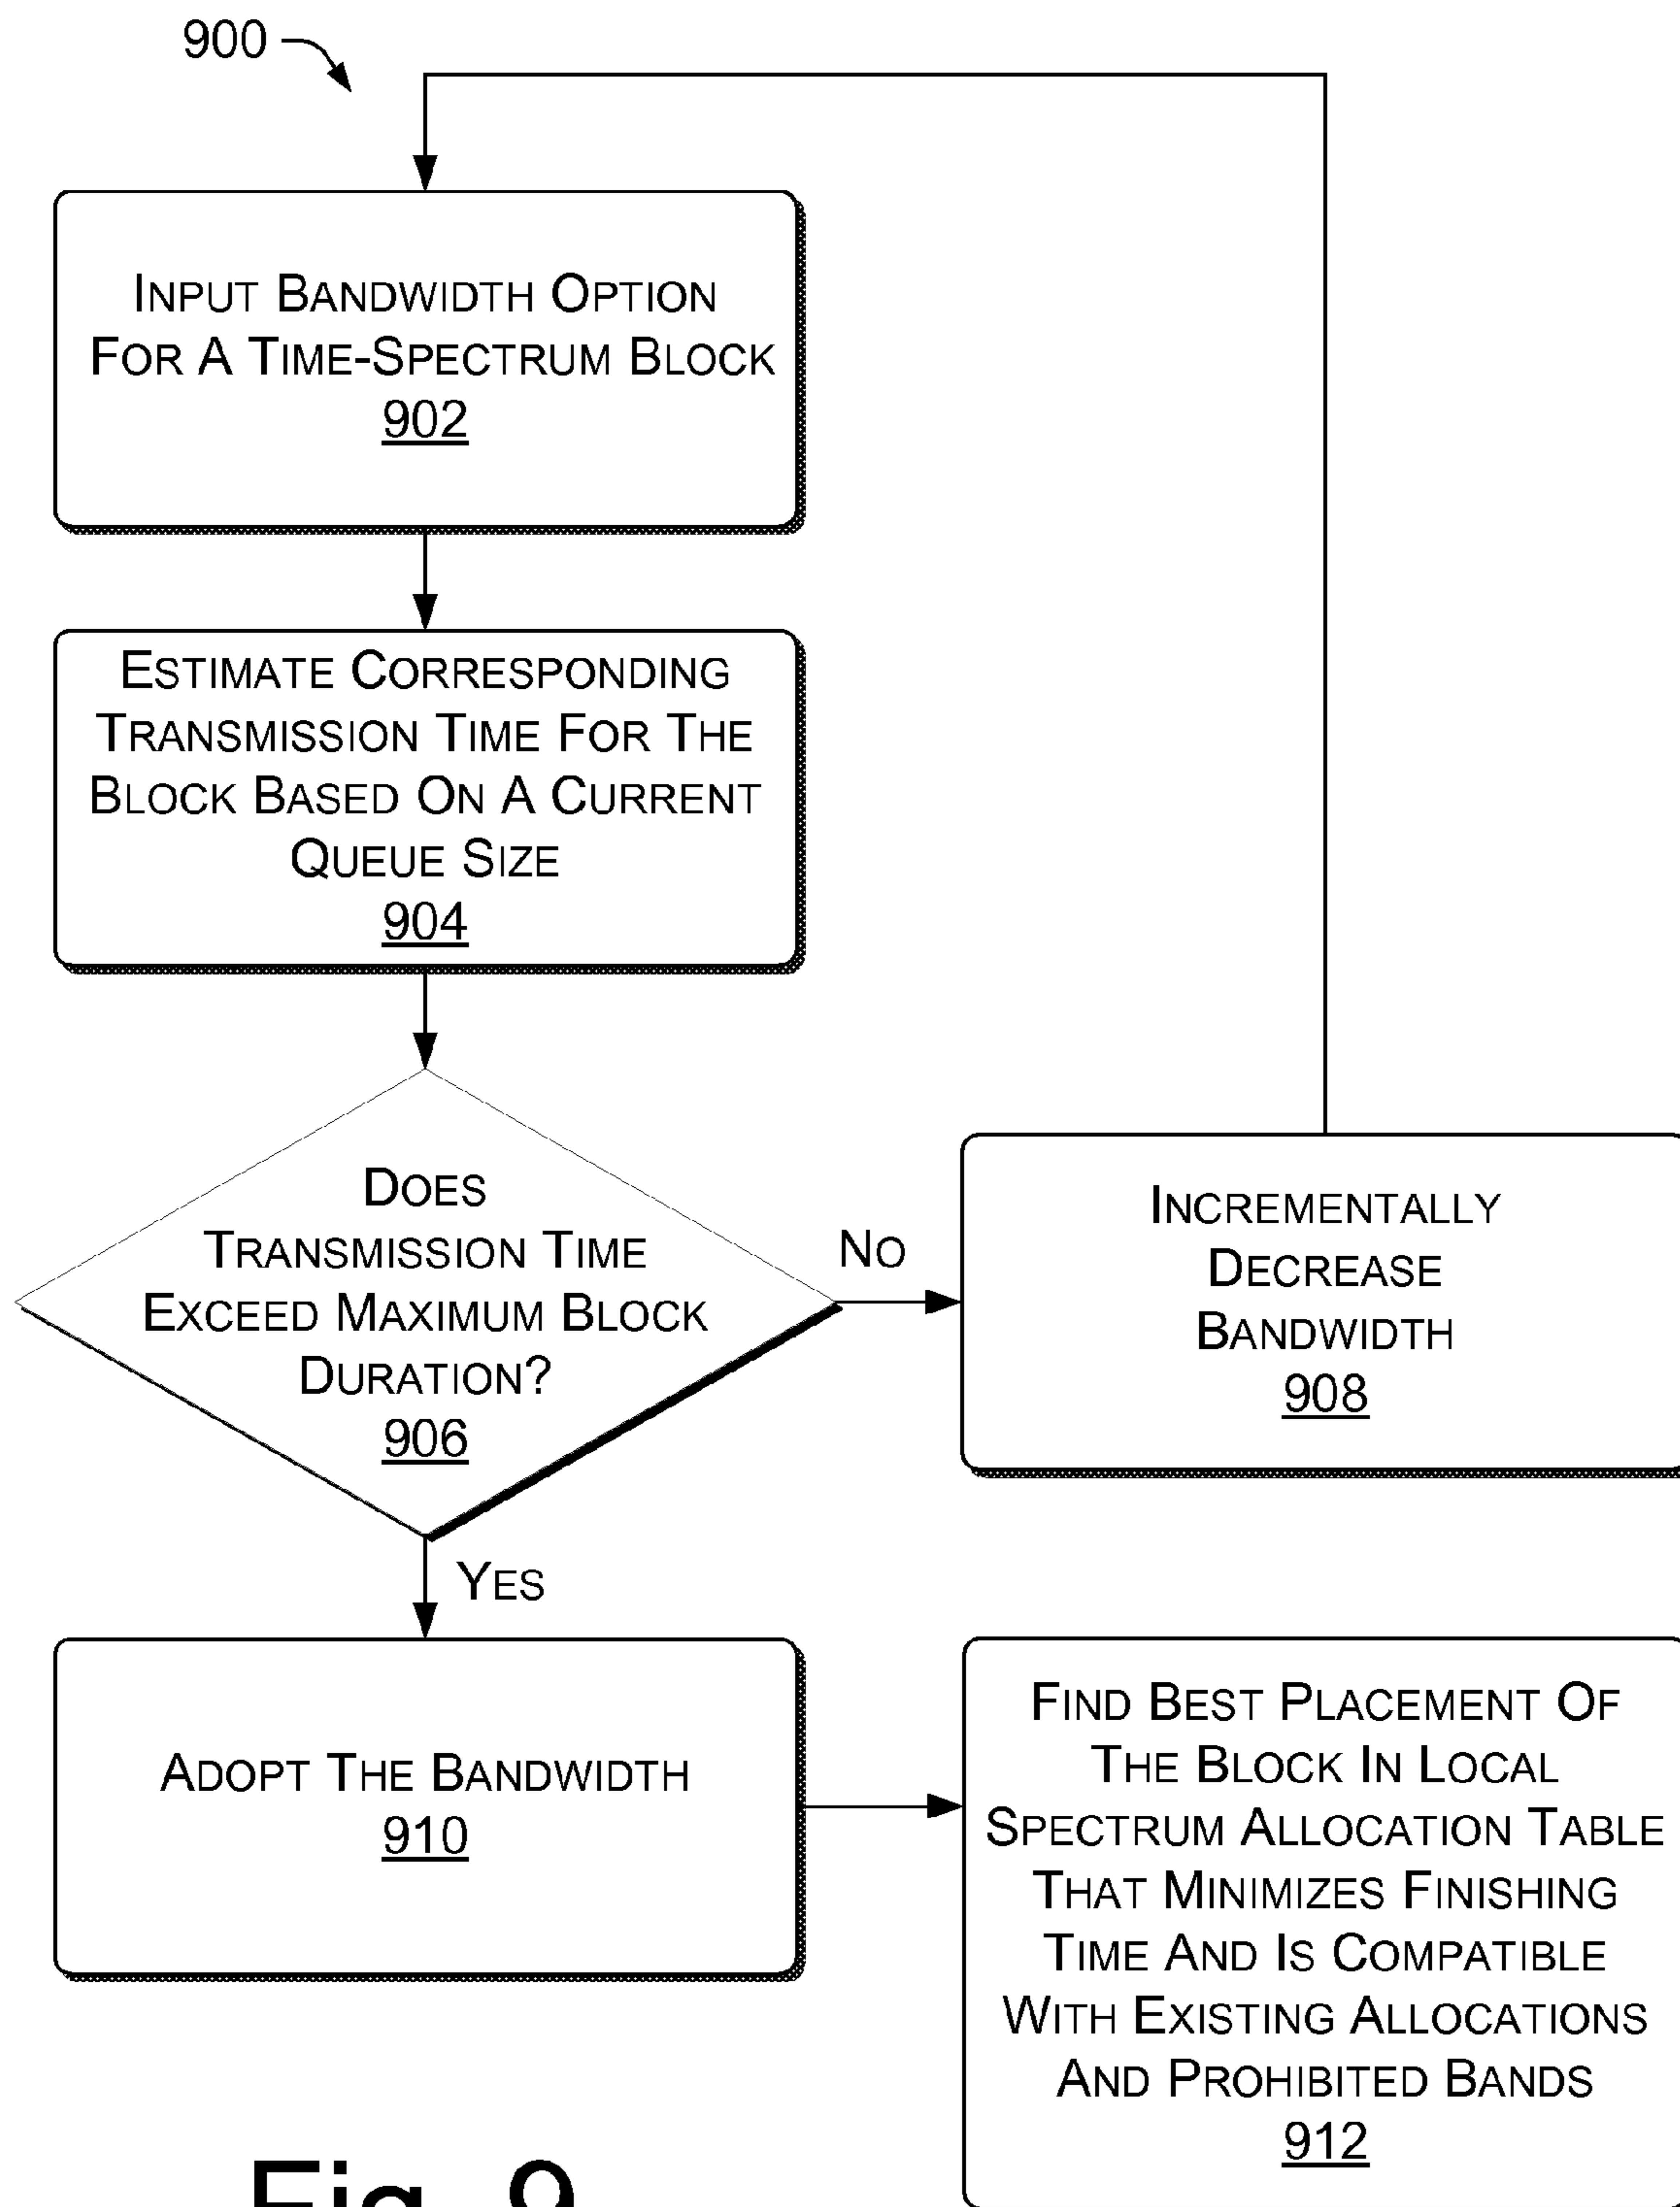 900
INPUT BANDWIDTH OPTION
FOR A TIME-SPECTRUM BLOCK
902
ESTIMATE CORRESPONDING
TRANSMISSION TIME FOR THE
BLOCK BASED ON A CURRENT
QUEUE SIZE
904
DOES
TRANSMISSION TIME
EXCEED MAXIMUM BLOCK
DURATION?
906
NO
INCREMENTALLY
DECREASE
BANDWIDTH
908
YES
ADOPT THE BANDWIDTH
910
FIND BEST PLACEMENT OF
THE BLOCK IN LOCAL
SPECTRUM ALLOCATION TABLE
THAT MINIMIZES FINISHING
TIME AND IS COMPATIBLE
WITH EXISTING ALLOCATIONS
AND PROHIBITED BANDS
912
Fig. 9